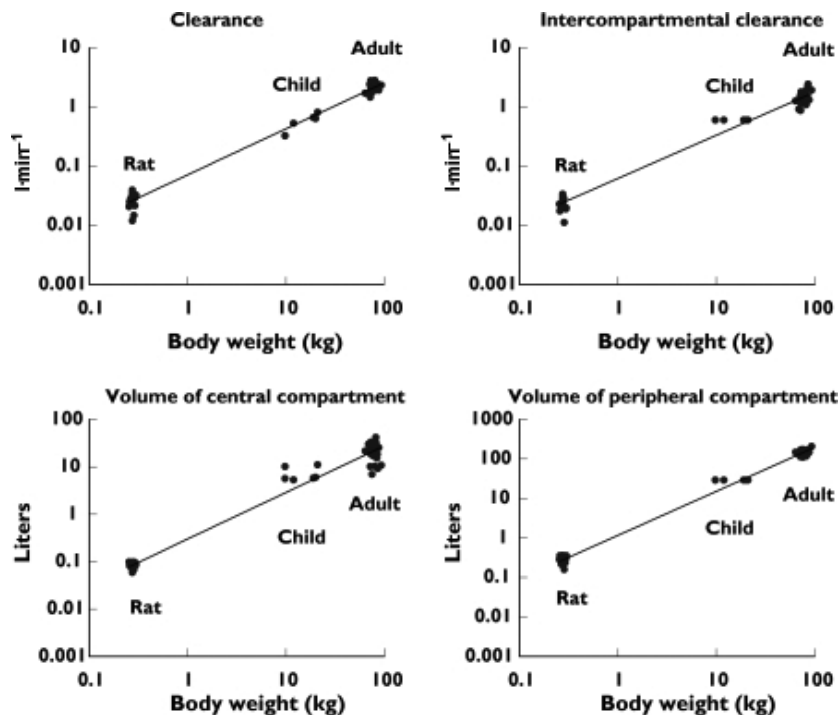 Clearance
10
1
0.1
0.01
0.001
l·min⁻¹
Adult
Child
Rat
0.1
1
10
100
Body weight (kg)
Intercompartmental clearance
10
1
0.1
0.01
0.001
l·min⁻¹
Adult
Child
Rat
0.1
1
10
100
Body weight (kg)
Volume of central compartment
100
10
1
0.1
0.01
0.001
Liters
Adult
Child
Rat
0.1
1
10
100
Body weight (kg)
Volume of peripheral compartment
1000
100
10
1
0.1
0.01
0.001
Liters
Adult
Child
Rat
0.1
1
10
100
Body weight (kg)